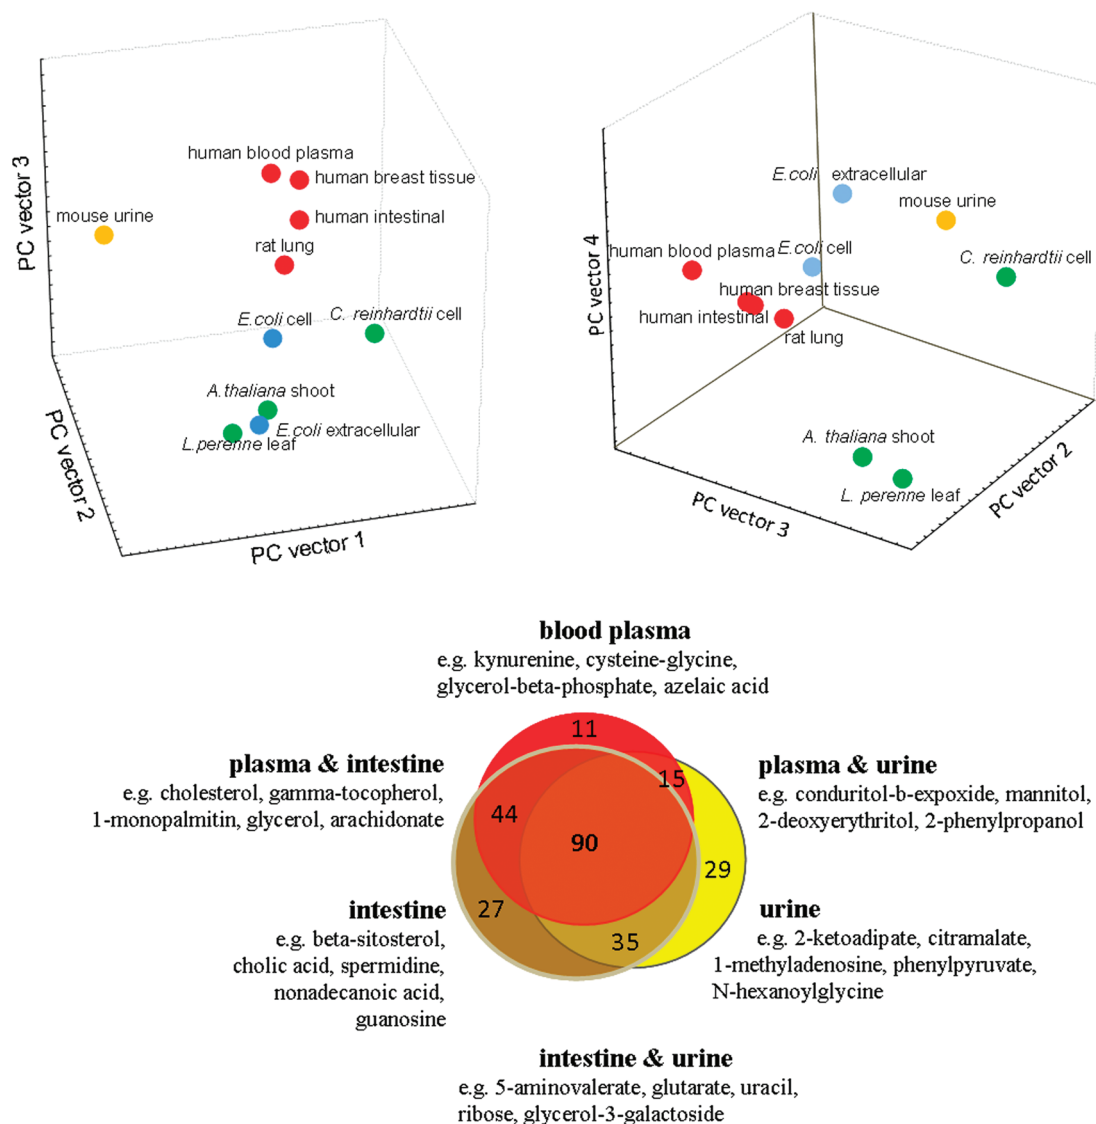 human blood plasma
human breast tissue
mouse urine
human intestinal
rat lung
E.coli cell
C. reinhardtii cell
A.thaliana shoot
E.coli extracellular
L.perenne leaf
PC vector 3
PC vector 2
PC vector 1
E.coli extracellular
mouse urine
human blood plasma
E.coli cell
C. reinhardtii cell
human breast tissue
human intestinal
rat lung
A. thaliana shoot
L. perenne leaf
PC vector 4
PC vector 3
PC vector 2
blood plasma
e.g. kynurenine, cysteine-glycine,
glycerol-beta-phosphate, azelaic acid
11
plasma & intestine
e.g. cholesterol, gamma-tocopherol,
1-monopalmitin, glycerol, arachidonate
15
plasma & urine
e.g. conduritol-b-expoxide, mannitol,
2-deoxyerythritol, 2-phenylpropanol
44
90
29
intestine
e.g. beta-sitosterol,
cholic acid, spermidine,
nonadecanoic acid,
guanosine
27
35
urine
e.g. 2-ketoadipate, citramalate,
1-methyladenosine, phenylpyruvate,
N-hexanoylglycine
intestine & urine
e.g. 5-aminovalerate, glutarate, uracil,
ribose, glycerol-3-galactoside